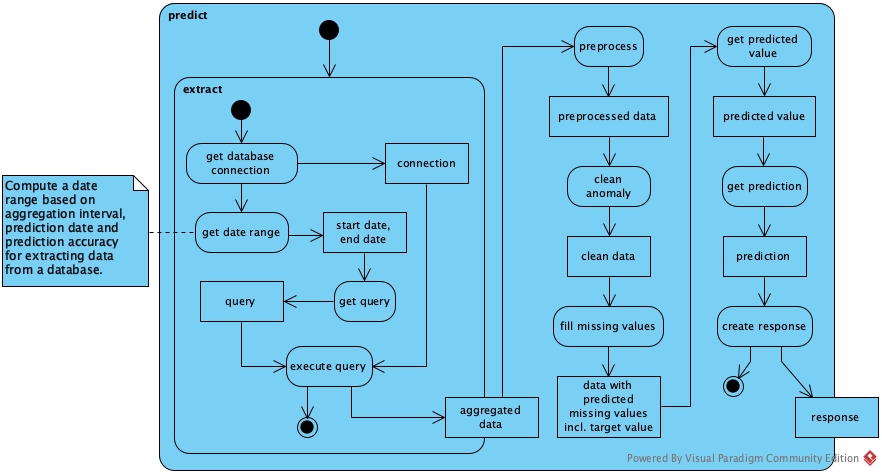 predict
extract
get database
connection
connection
Compute a date
range based on
aggregation interval,
prediction date and
prediction accuracy
for extracting data
from a database.
get date range
start date,
end date
query
get query
execute query
aggregated
data
preprocess
preprocessed data
clean
anomaly
clean data
fill missing values
data with
predicted
missing values
incl. target value
get predicted
value
predicted value
get prediction
prediction
create response
response
Powered By Visual Paradigm Community Edition